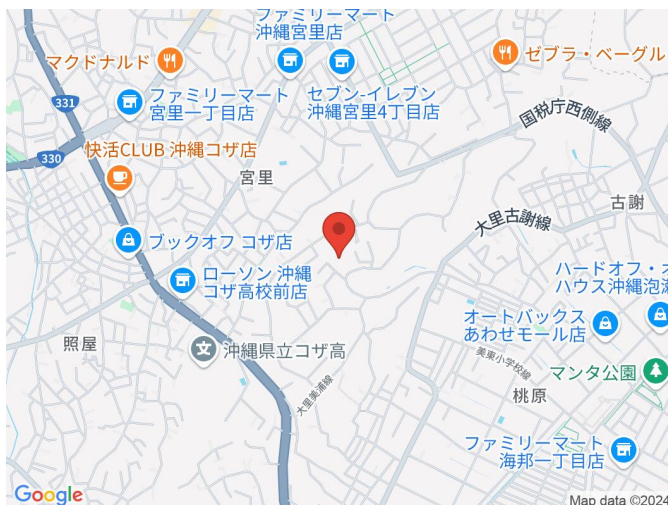 ファミリーマート
沖縄宮里店
マクドナルド
ゼブラ・ベーグル
331
ファミリーマート
宮里一丁目店
セブン-イレブン
沖縄宮里4丁目店
国税庁西側線
330
快活CLUB 沖縄コザ店
宮里
古謝
大里古謝線
ブックオフ コザ店
ローソン 沖縄
コザ高校前店
ハードオフ・オ
ハウス沖縄泡瀬
オートバックス
あわせモール店
照屋
沖縄県立コザ高
美東小学校線
マンタ公園
大里美浦線
桃原
ファミリーマート
海邦一丁目店
Google
Map data ©2024